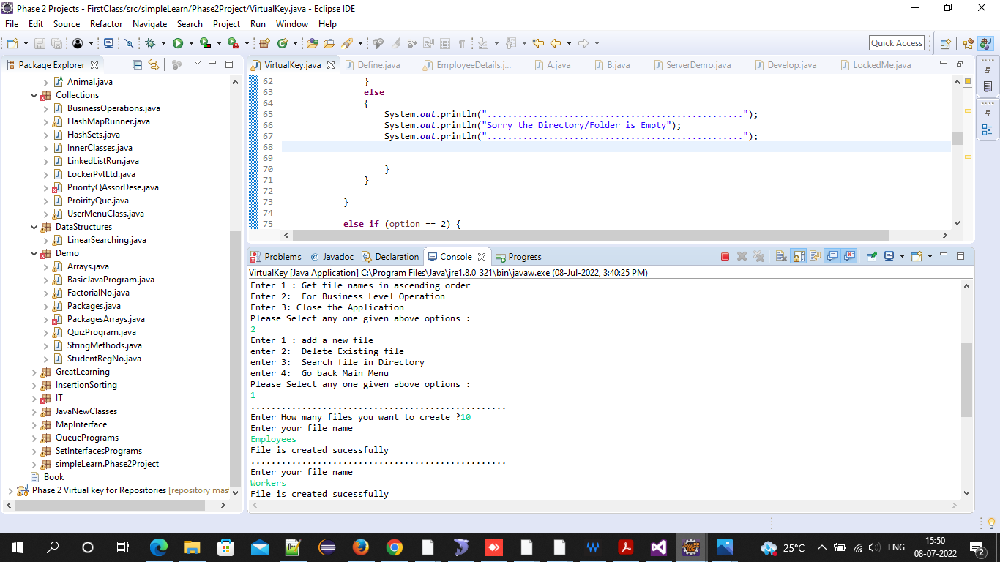 Phase 2 Projects - FirstClass/src/simpleLearn/Phase2Project/VirtualKey.java - Eclipse IDE
File Edit Source Refactor Navigate Search Project Run Window Help
Quick Access
Package Explorer
Animal.java
Collections
BusinessOperations.java
HashMapRunner.java
HashSets.java
InnerClasses.java
LinkedListRun.java
LockerPvtLtd.java
PriorityQAssorDese.java
ProirityQue.java
UserMenuClass.java
DataStructures
LinearSearching.java
Demo
Arrays.java
BasicJavaProgram.java
FactorialNo.java
Packages.java
PackagesArrays.java
QuizProgram.java
StringMethods.java
StudentRegNo.java
GreatLearning
InsertionSorting
IT
JavaNewClasses
MapInterface
QueuePrograms
SetInterfacesPrograms
simpleLearn.Phase2Project
Book
Phase 2 Virtual key for Repositories [repository mas
VirtualKey.java Define.java EmployeeDetails.j... A.java B.java ServerDemo.java Develop.java LockedMe.java
62 }
63 else
64 {
65 System.out.println("..................................................");
66 System.out.println("Sorry the Directory/Folder is Empty");
67 System.out.println("..................................................");
68
69
70 }
71 }
72
73 }
74
75 else if (option == 2) {
Problems @ Javadoc Declaration Console Progress
VirtualKey [Java Application] C:\Program Files\Java\jre1.8.0_321\bin\javaw.exe (08-Jul-2022, 3:40:25 PM)
Enter 1 : Get file names in ascending order
Enter 2:  For Business Level Operation
Enter 3: Close the Application
Please Select any one given above options :
2
Enter 1 : add a new file
enter 2:  Delete Existing file
enter 3:  Search file in Directory
enter 4:  Go back Main Menu
Please Select any one given above options :
1
..................................................
Enter How many files you want to create ?10
Enter your file name
Employees
File is created sucessfully
..................................................
Enter your file name
Workers
File is created sucessfully
25°C ENG 15:50
08-07-2022
2